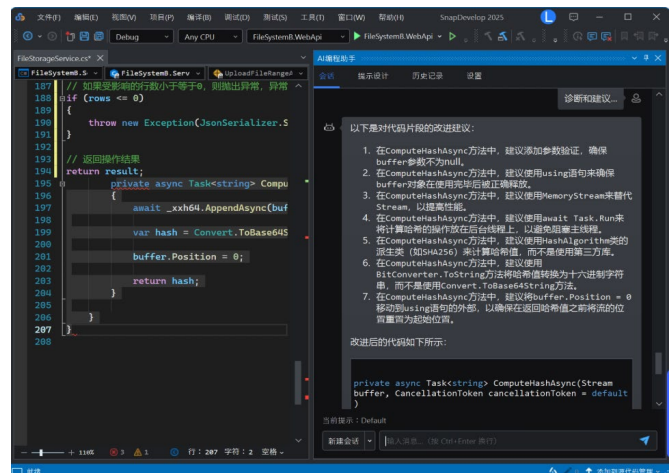 文件(F) 编辑(E) 视图(V) 项目(P) 编译(B) 调试(D) 测试(S) 工具(T) 窗口(W) 帮助(H) SnapDevelop 2025 L
Debug Any CPU FileSystem8.WebApi FileSystem8.WebApi
FileStorageService.cs*
FileSystem8.S FileSystem8.Serv UploadFileRangeA
187 // 如果受影响的行数小于等于0, 则抛出异常, 异常
188 if (rows <= 0)
189 {
190 throw new Exception(JsonSerializer.S
191 }
192
193 // 返回操作结果
194 return result;
195 private async Task<string> Compu
196 {
197 await _xxh64.AppendAsync(buf
198
199 var hash = Convert.ToBase64S
200
201 buffer.Position = 0;
202
203 return hash;
204 }
205
206 }
207 }
208
110% 3 1 行: 207 字符: 2 空格
就绪
AI编程助手
会话 提示设计 历史记录 设置
诊断和建议...
以下是对代码片段的改进建议:
1. 在ComputeHashAsync方法中, 建议添加参数验证, 确保
buffer参数不为null。
2. 在ComputeHashAsync方法中, 建议使用using语句来确保
buffer对象在使用完毕后被正确释放。
3. 在ComputeHashAsync方法中, 建议使用MemoryStream来替代
Stream, 以提高性能。
4. 在ComputeHashAsync方法中, 建议使用await Task.Run来
将计算哈希的操作放在后台线程上, 以避免阻塞主线程。
5. 在ComputeHashAsync方法中, 建议使用HashAlgorithm类的
派生类 (如SHA256) 来计算哈希值, 而不是使用第三方库。
6. 在ComputeHashAsync方法中, 建议使用
BitConverter.ToString方法将哈希值转换为十六进制字符
串, 而不是使用Convert.ToBase64String方法。
7. 在ComputeHashAsync方法中, 建议将buffer.Position = 0
移动到using语句的外部, 以确保在返回哈希值之前将流的位
置重置为起始位置。
改进后的代码如下所示:
private async Task<string> ComputeHashAsync(Stream
buffer, CancellationToken cancellationToken = default
)
当前提示: Default
新建会话 输入消息... (按 Ctrl+Enter 换行)
添加到源代码管理